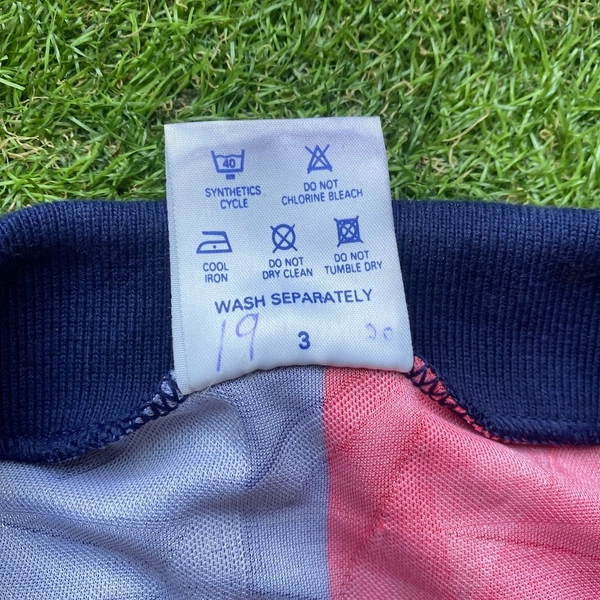 40
SYNTHETICS
CYCLE
DO NOT
CHLORINE BLEACH
COOL
IRON
DO NOT
DRY CLEAN
DO NOT
TUMBLE DRY
WASH SEPARATELY
19 3